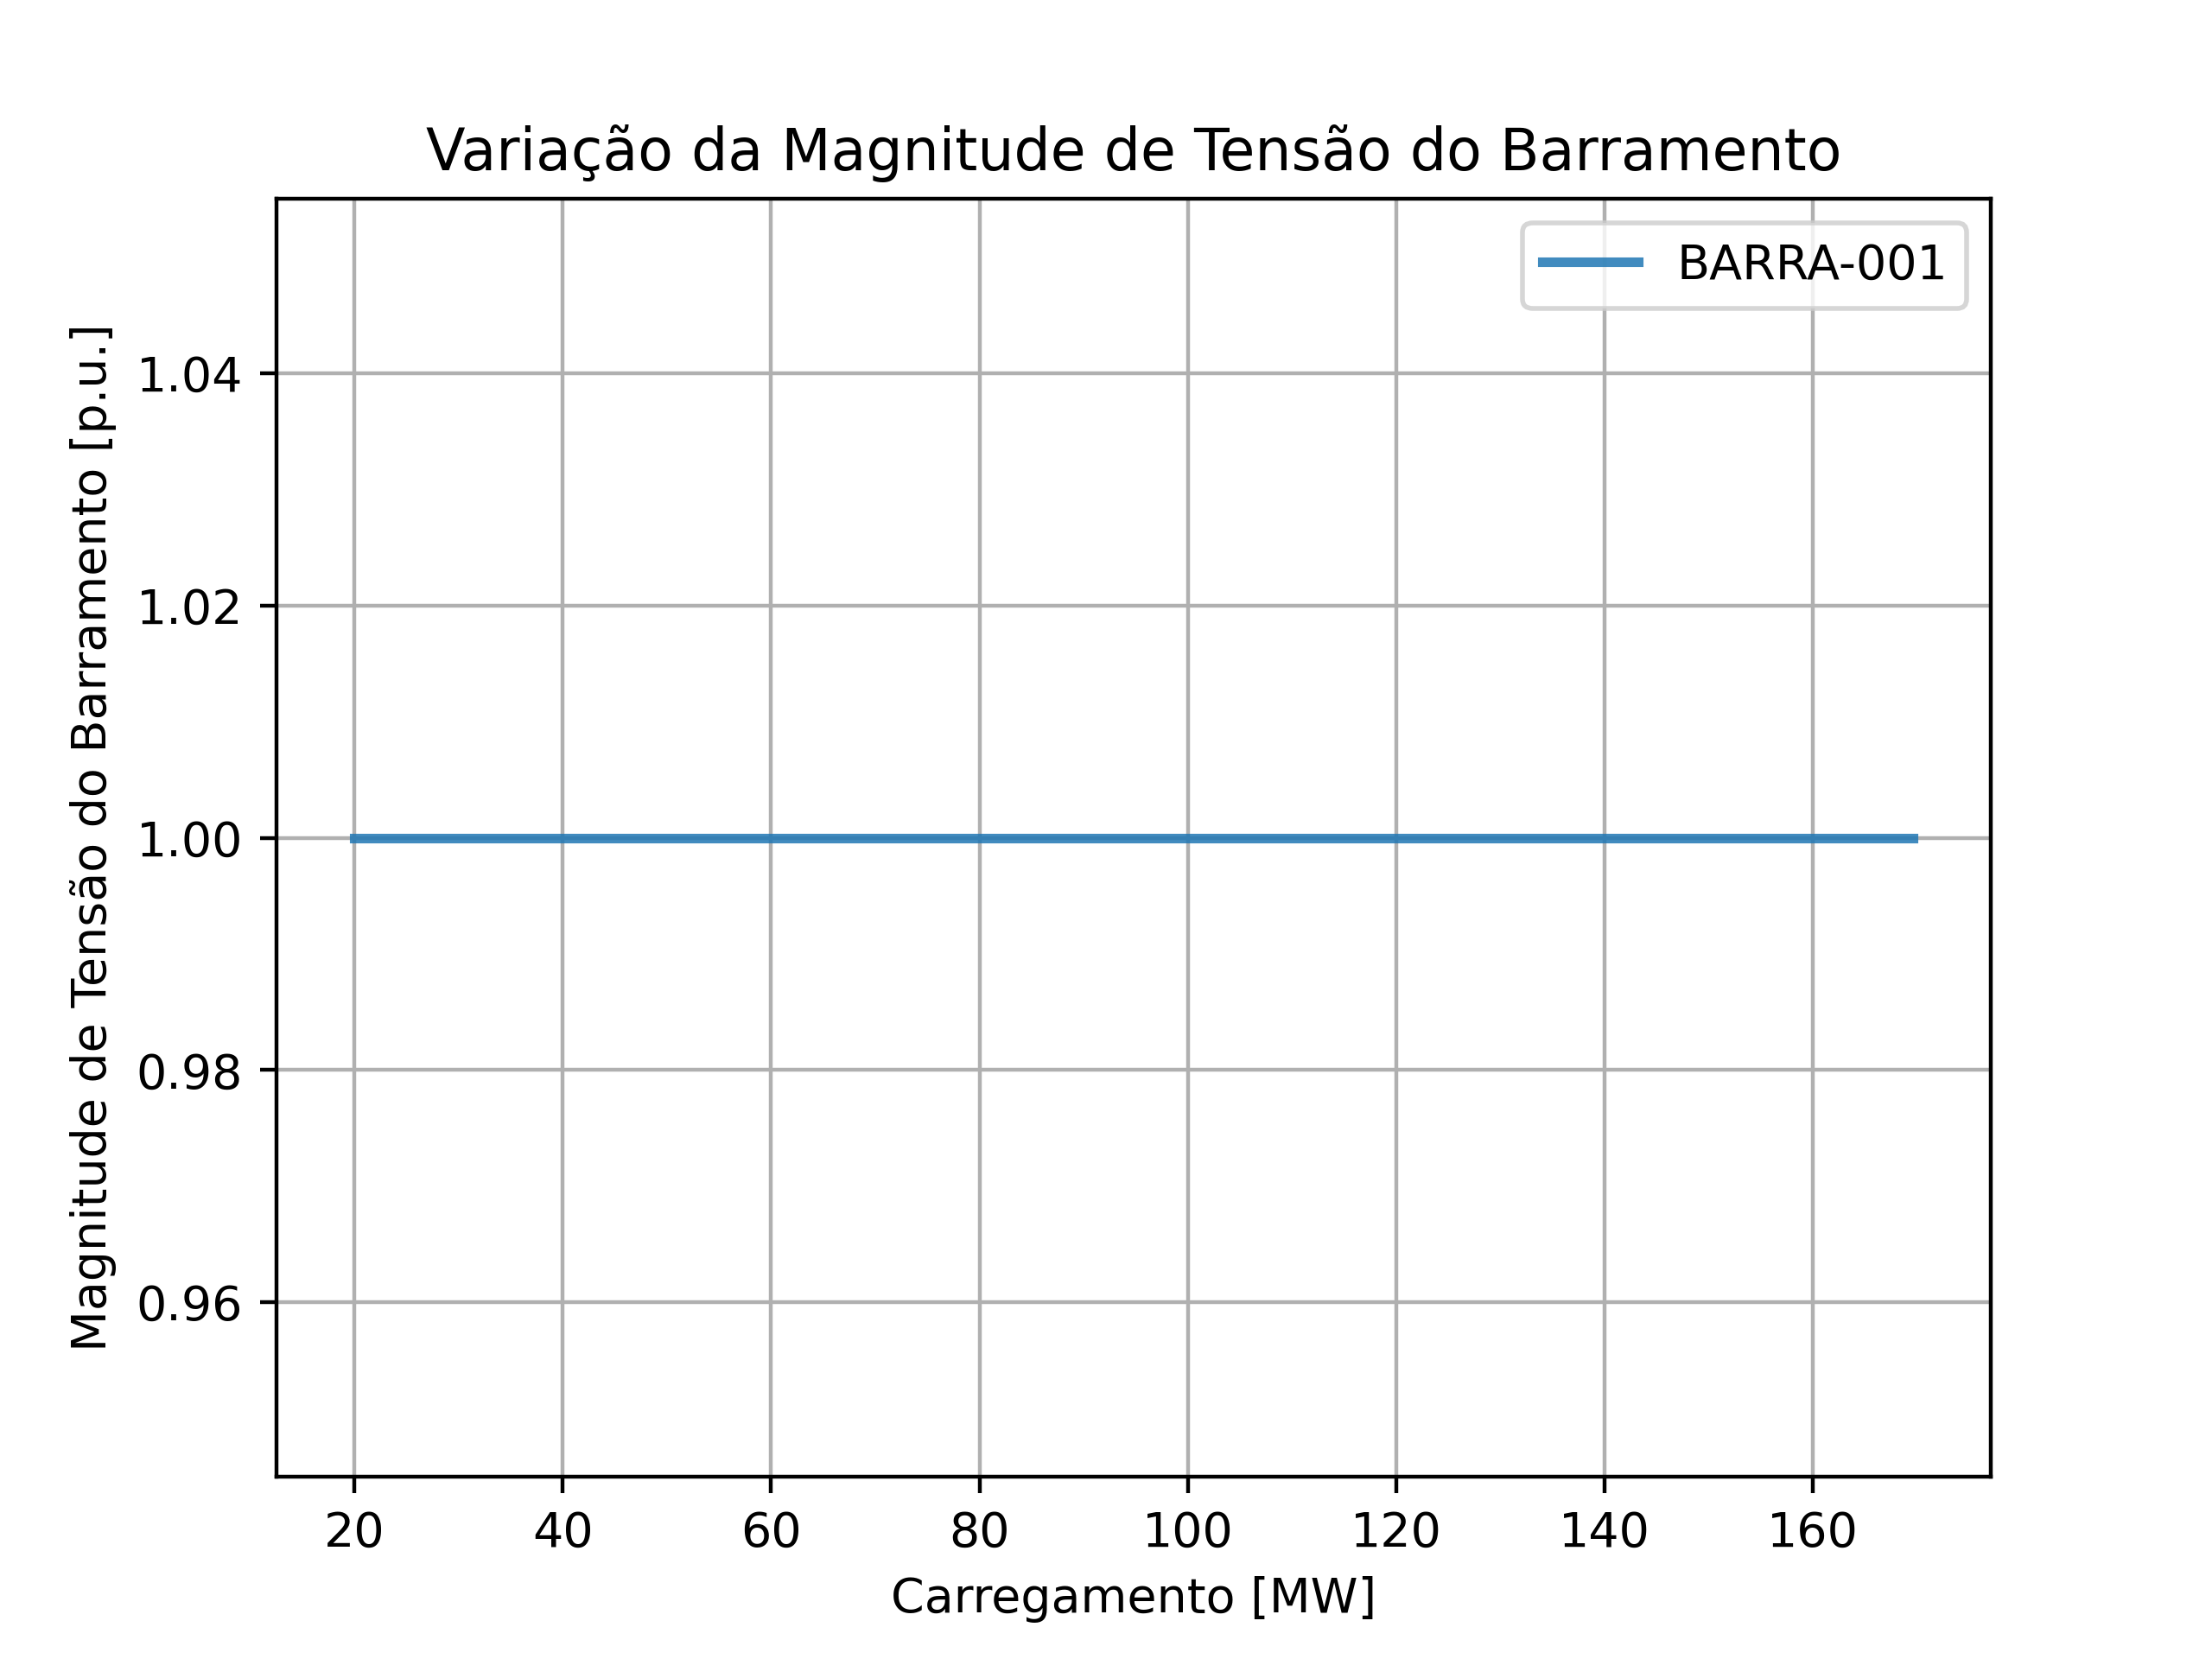 Variação da Magnitude de Tensão do Barramento
BARRA-001
Magnitude de Tensão do Barramento [p.u.]
1.04
1.02
1.00
0.98
0.96
20 40 60 80 100 120 140 160
Carregamento [MW]